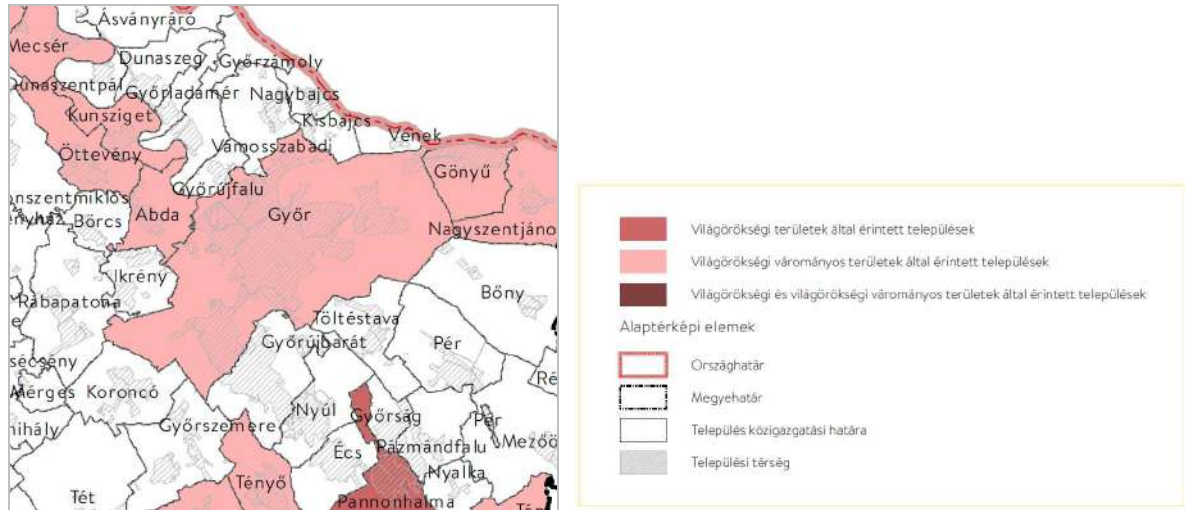 Ásványráró
Mecsér
Dunaszeg
Győrzámoly
Dunaszentpál
Győrladamér
Nagybajcs
Kunsziget
Kisbajcs
Vének
Öttevény
Vámosszabadi
Gönyű
Győrújfalu
Abda
Győr
Börcs
Nagyszentjáno
Ikrény
Bőny
Rábapatona
Töltéstava
Győrújbarát
Pér
Mérges
Koroncó
Nyúl
Győrság
Pér
Győrszemere
Pázmándfalu
Écs
Nyalka
Tényő
Tét
Pannonhalma
Világörökségi területek által érintett települések
Világörökségi várományos területek által érintett települések
Világörökségi és világörökségi várományos területek által érintett települések
Alaptérképi elemek
Országhatár
Megyehatár
Település közigazgatási határa
Települési térség